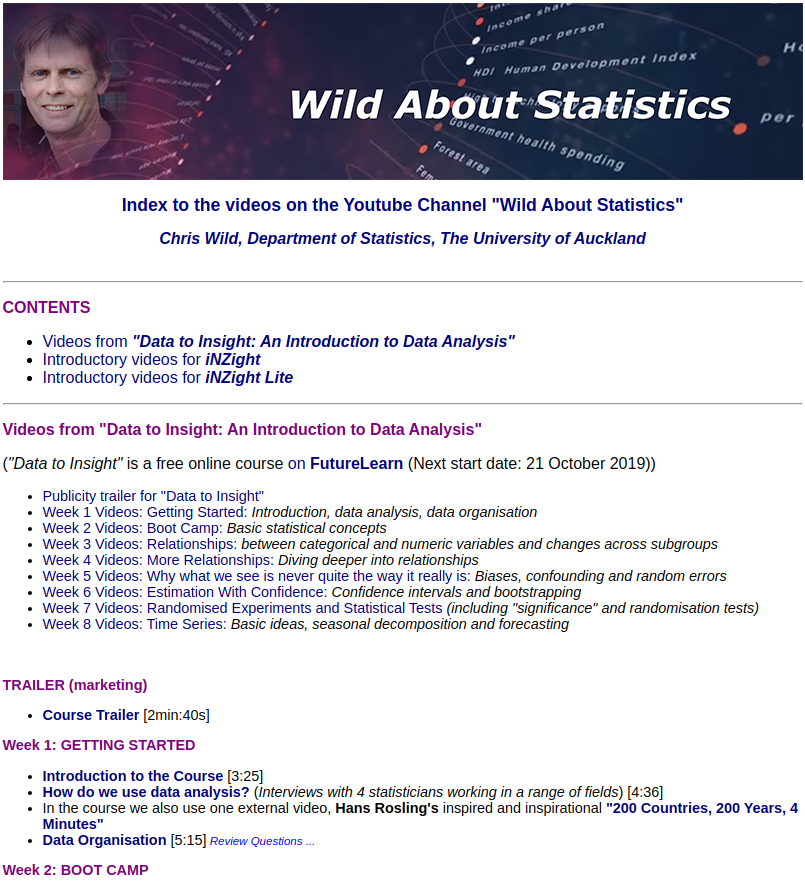 Income share
Income per person
HDI Human Development Index
Wild About Statistics
per
Government health spending
Forest area
Index to the videos on the Youtube Channel "Wild About Statistics"
Chris Wild, Department of Statistics, The University of Auckland
CONTENTS
• Videos from "Data to Insight: An Introduction to Data Analysis"
• Introductory videos for iNZight
• Introductory videos for iNZight Lite
Videos from "Data to Insight: An Introduction to Data Analysis"
("Data to Insight" is a free online course on FutureLearn (Next start date: 21 October 2019))
• Publicity trailer for "Data to Insight"
• Week 1 Videos: Getting Started: Introduction, data analysis, data organisation
• Week 2 Videos: Boot Camp: Basic statistical concepts
• Week 3 Videos: Relationships: between categorical and numeric variables and changes across subgroups
• Week 4 Videos: More Relationships: Diving deeper into relationships
• Week 5 Videos: Why what we see is never quite the way it really is: Biases, confounding and random errors
• Week 6 Videos: Estimation With Confidence: Confidence intervals and bootstrapping
• Week 7 Videos: Randomised Experiments and Statistical Tests (including "significance" and randomisation tests)
• Week 8 Videos: Time Series: Basic ideas, seasonal decomposition and forecasting
TRAILER (marketing)
• Course Trailer [2min:40s]
Week 1: GETTING STARTED
• Introduction to the Course [3:25]
• How do we use data analysis? (Interviews with 4 statisticians working in a range of fields) [4:36]
• In the course we also use one external video, Hans Rosling's inspired and inspirational "200 Countries, 200 Years, 4
Minutes"
• Data Organisation [5:15] Review Questions ...
Week 2: BOOT CAMP